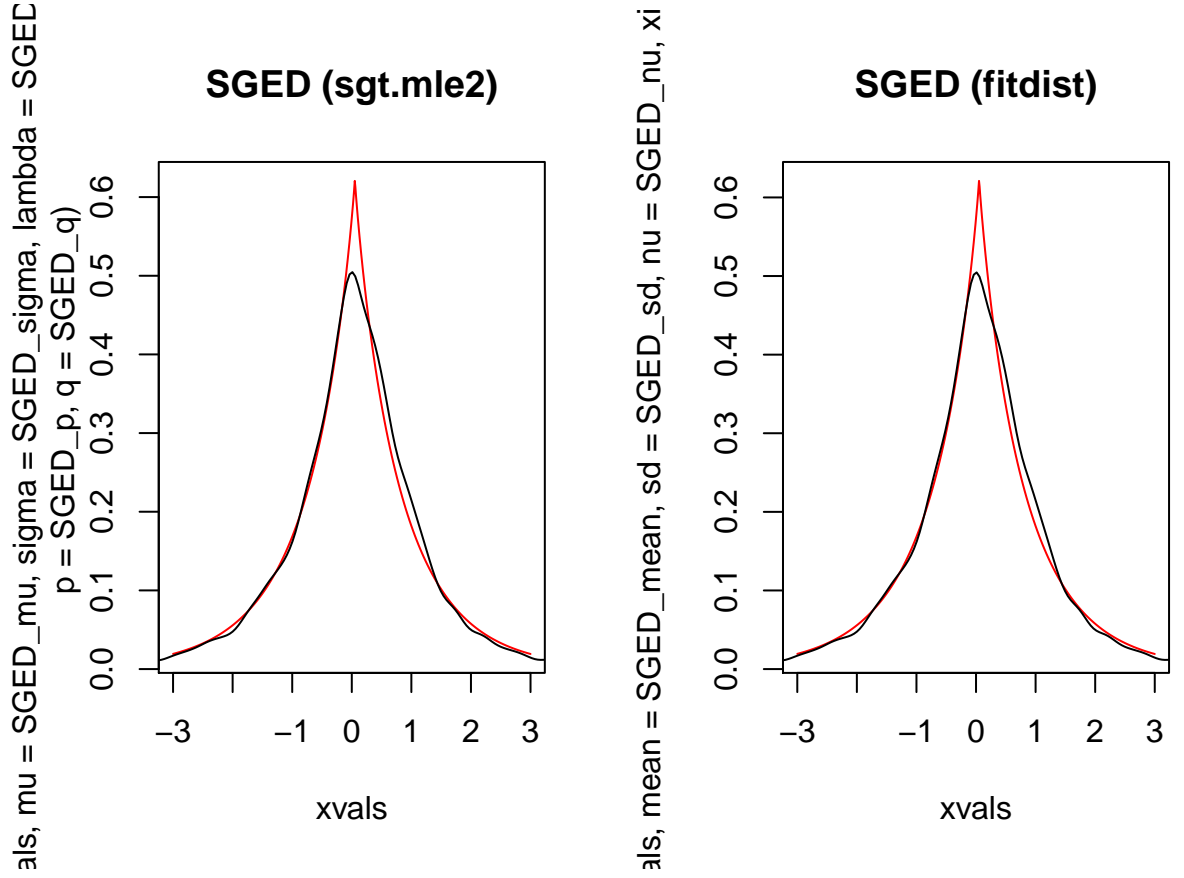 SGED (sgt.mle2)
als, mu = SGED_mu, sigma = SGED_sigma, lambda = SGED
p = SGED_p, q = SGED_q)
0.0 0.1 0.2 0.3 0.4 0.5 0.6
−3 −1 0 1 2 3
xvals
SGED (fitdist)
als, mean = SGED_mean, sd = SGED_sd, nu = SGED_nu, xi
0.0 0.1 0.2 0.3 0.4 0.5 0.6
−3 −1 0 1 2 3
xvals